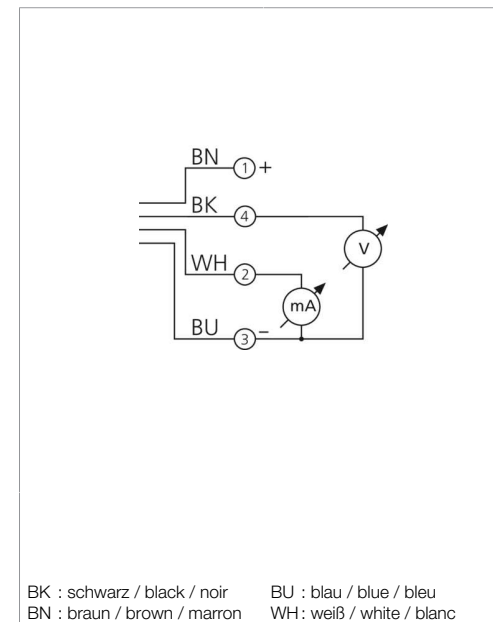 BN 1 +
BK 4
V
WH 2
mA
BU 3 –
BK : schwarz / black / noir BU : blau / blue / bleu
BN : braun / brown / marron WH : weiß / white / blanc